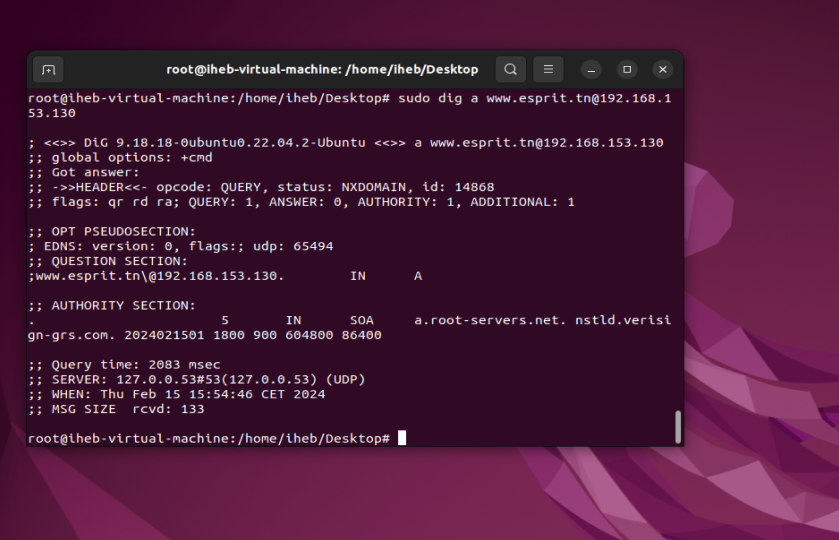 root@iheb-virtual-machine: /home/iheb/Desktop
root@iheb-virtual-machine:/home/iheb/Desktop# sudo dig a www.esprit.tn@192.168.1
53.130
; <<>> DiG 9.18.18-0ubuntu0.22.04.2-Ubuntu <<>> a www.esprit.tn@192.168.153.130
;; global options: +cmd
;; Got answer:
;; ->>HEADER<<- opcode: QUERY, status: NXDOMAIN, id: 14868
;; flags: qr rd ra; QUERY: 1, ANSWER: 0, AUTHORITY: 1, ADDITIONAL: 1
;; OPT PSEUDOSECTION:
; EDNS: version: 0, flags:; udp: 65494
;; QUESTION SECTION:
;www.esprit.tn\@192.168.153.130. IN A
;; AUTHORITY SECTION:
. 5 IN SOA a.root-servers.net. nstld.verisi
gn-grs.com. 2024021501 1800 900 604800 86400
;; Query time: 2083 msec
;; SERVER: 127.0.0.53#53(127.0.0.53) (UDP)
;; WHEN: Thu Feb 15 15:54:46 CET 2024
;; MSG SIZE  rcvd: 133
root@iheb-virtual-machine:/home/iheb/Desktop#